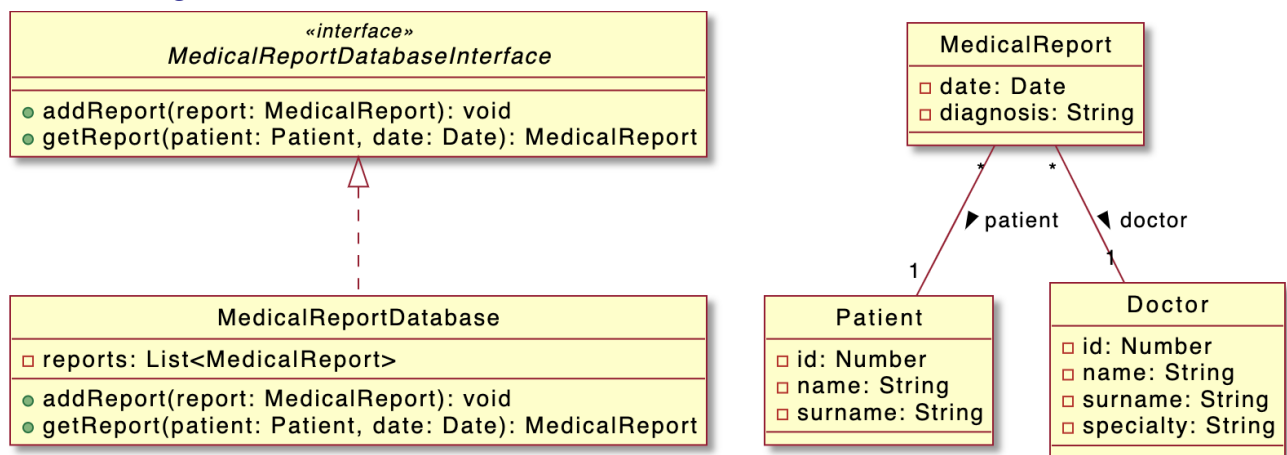 «interface»
MedicalReportDatabaseInterface
addReport(report: MedicalReport): void
getReport(patient: Patient, date: Date): MedicalReport
MedicalReportDatabase
reports: List<MedicalReport>
addReport(report: MedicalReport): void
getReport(patient: Patient, date: Date): MedicalReport
MedicalReport
date: Date
diagnosis: String
* *
patient doctor
1 1
Patient
id: Number
name: String
surname: String
Doctor
id: Number
name: String
surname: String
specialty: String